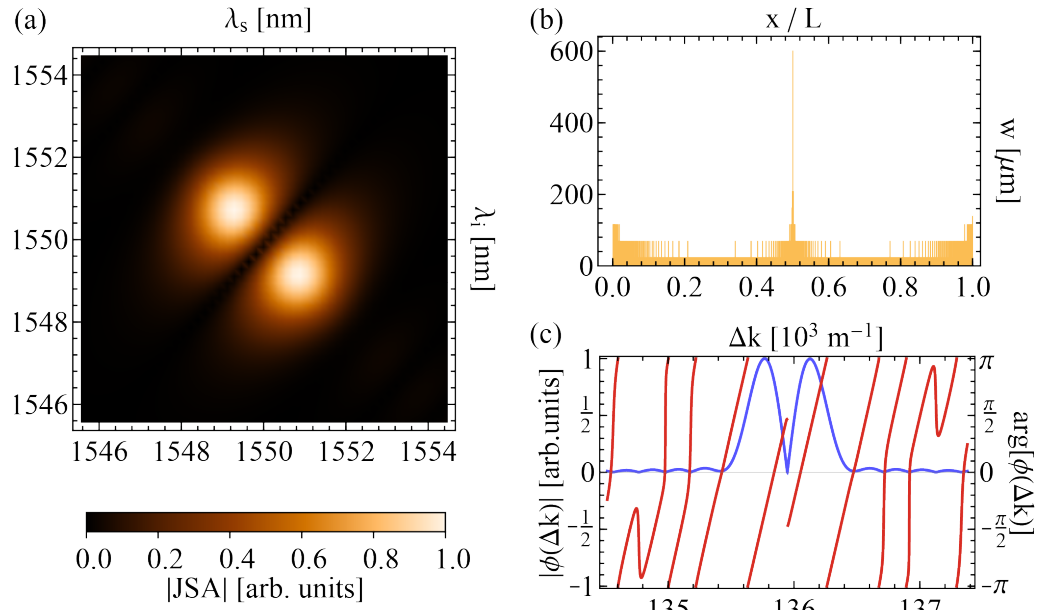 (a)
λs [nm]
1554
1552
1550
1548
1546
λi [nm]
1546 1548 1550 1552 1554
0.0 0.2 0.4 0.6 0.8 1.0
|JSA| [arb. units]
(b)
x / L
600
400
200
0
w [μm]
0.0 0.2 0.4 0.6 0.8 1.0
(c)
Δk [10³ m⁻¹]
1
1/2
0
-1/2
-1
|ϕ(Δk)| [arb.units]
π
π/2
0
-π/2
-π
arg[ϕ(Δk)]
135 136 137